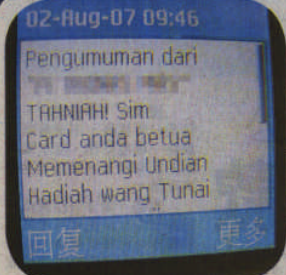 02-Aug-07 09:46
Pengumuman dari
TAHNIAH! Sim
Card anda betua
Memenangi Undian
Hadiah wang Tunai
回复 更多